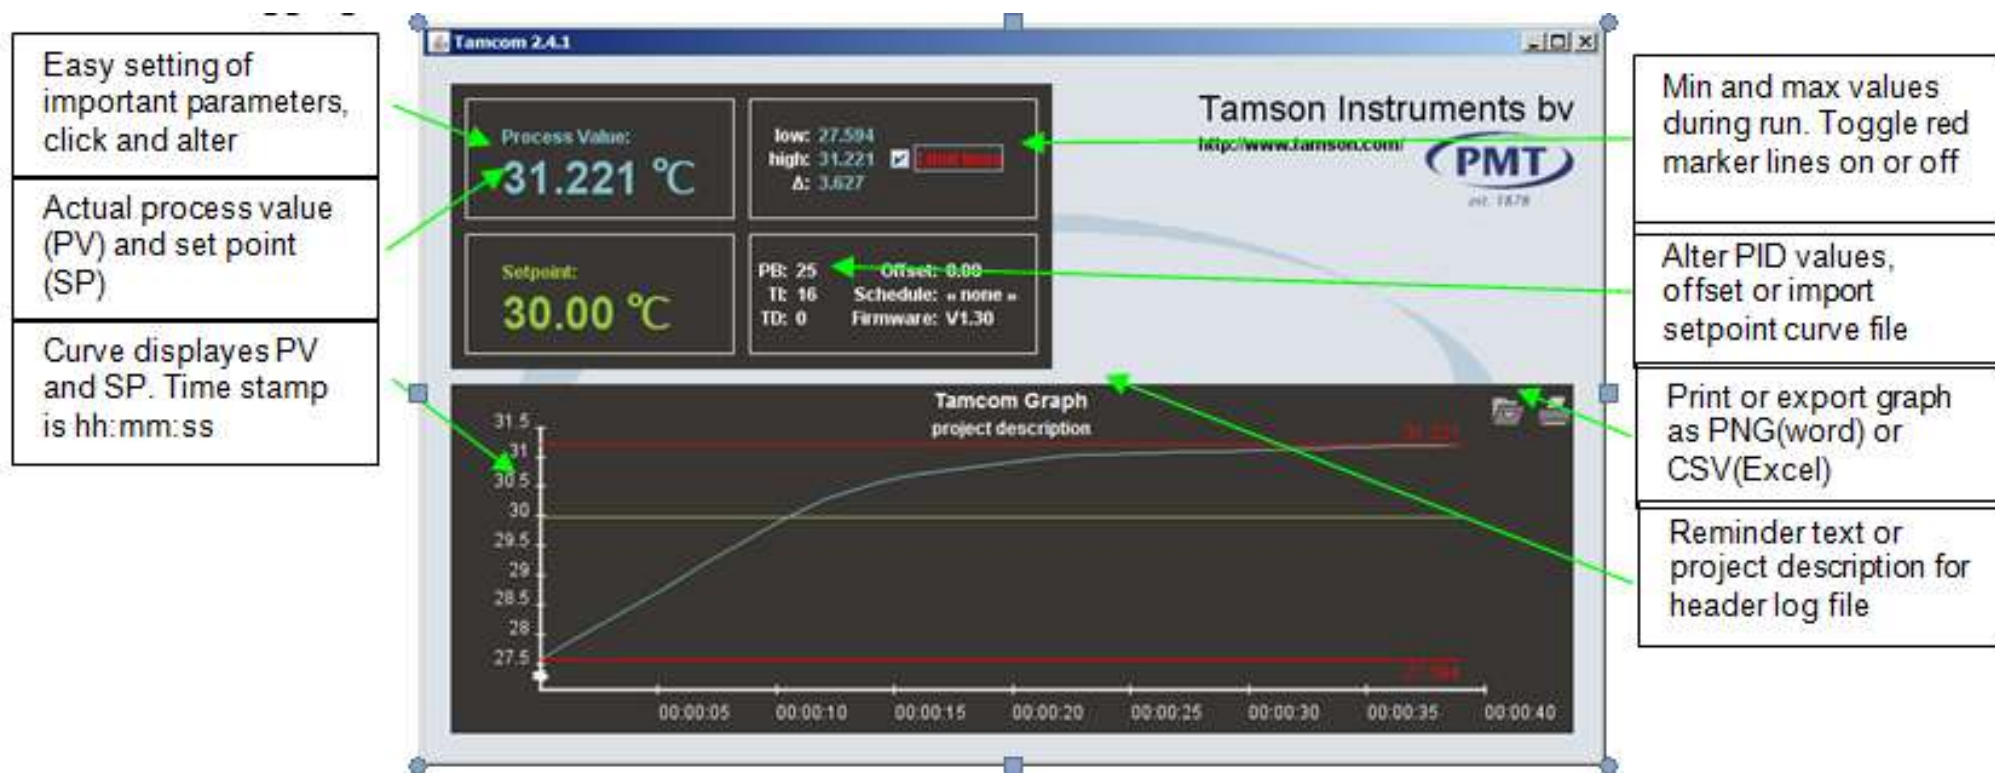 Easy setting of
important parameters,
click and alter
Actual process value
(PV) and set point
(SP)
Curve displayes PV
and SP. Time stamp
is hh:mm:ss
Tamcom 2.4.1
Process Value:
31.221 °C
low: 27.594
high: 31.221
Δ: 3.627
Setpoint:
30.00 °C
PB: 25 Offset: 0.00
TI: 16 Schedule: « none »
TD: 0 Firmware: V1.30
Tamson Instruments bv
http://www.tamson.com/
PMT
est. 1878
Tamcom Graph
project description
31.5
31
30.5
30
29.5
29
28.5
28
27.5
31.221
27.594
00:00:05 00:00:10 00:00:15 00:00:20 00:00:25 00:00:30 00:00:35 00:00:40
Min and max values
during run. Toggle red
marker lines on or off
Alter PID values,
offset or import
setpoint curve file
Print or export graph
as PNG(word) or
CSV(Excel)
Reminder text or
project description for
header log file